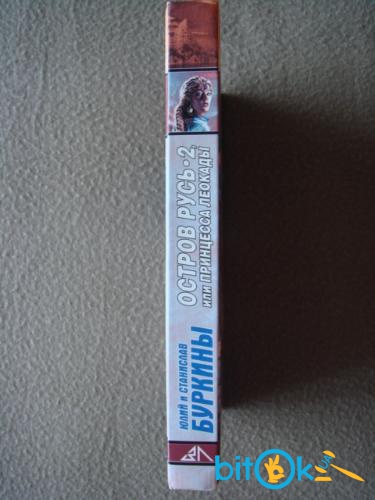 ЮЛИЙ И СТАНИСЛАВ
БУРКИНЫ
ОСТРОВ РУСЬ·2,
ИЛИ ПРИНЦЕССА ЛЕОКАДЫ
bitok